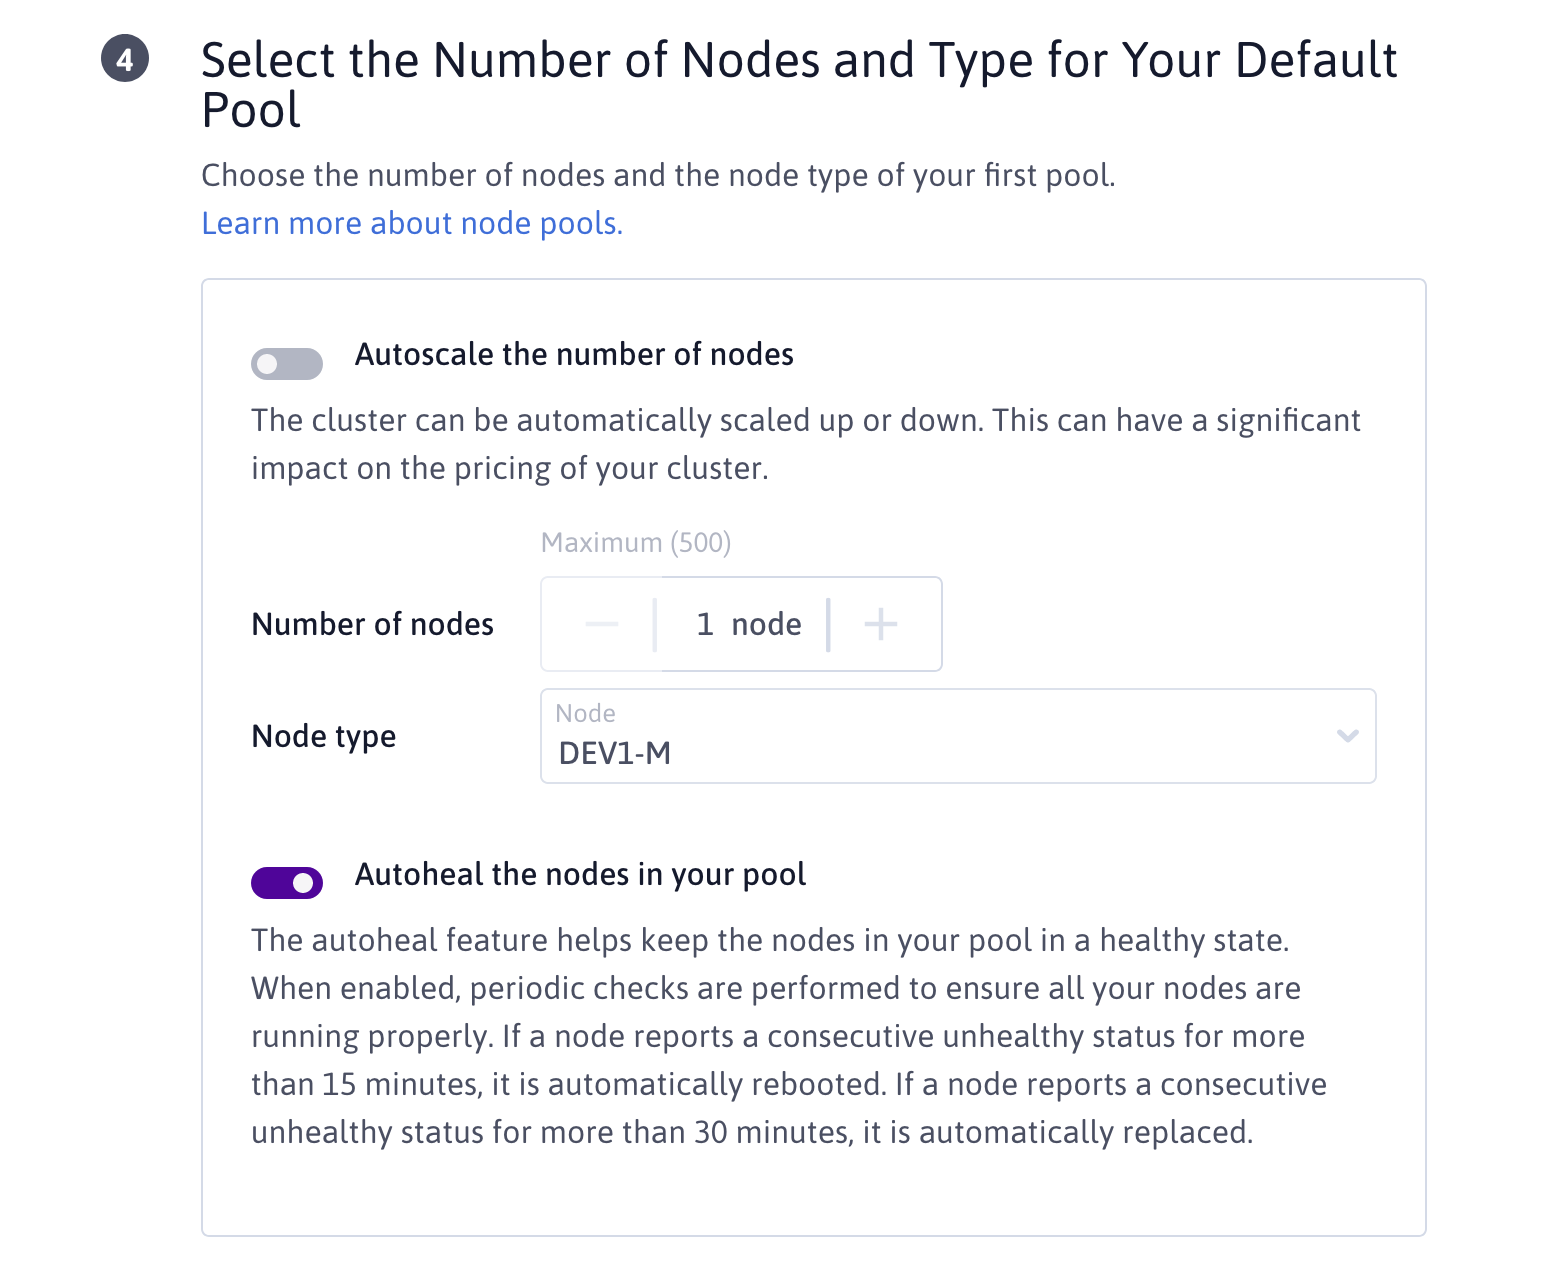 4
Select the Number of Nodes and Type for Your Default
Pool
Choose the number of nodes and the node type of your first pool.
Learn more about node pools.
Autoscale the number of nodes
The cluster can be automatically scaled up or down. This can have a significant
impact on the pricing of your cluster.
Maximum (500)
Number of nodes
1 node
Node type
Node
DEV1-M
Autoheal the nodes in your pool
The autoheal feature helps keep the nodes in your pool in a healthy state.
When enabled, periodic checks are performed to ensure all your nodes are
running properly. If a node reports a consecutive unhealthy status for more
than 15 minutes, it is automatically rebooted. If a node reports a consecutive
unhealthy status for more than 30 minutes, it is automatically replaced.